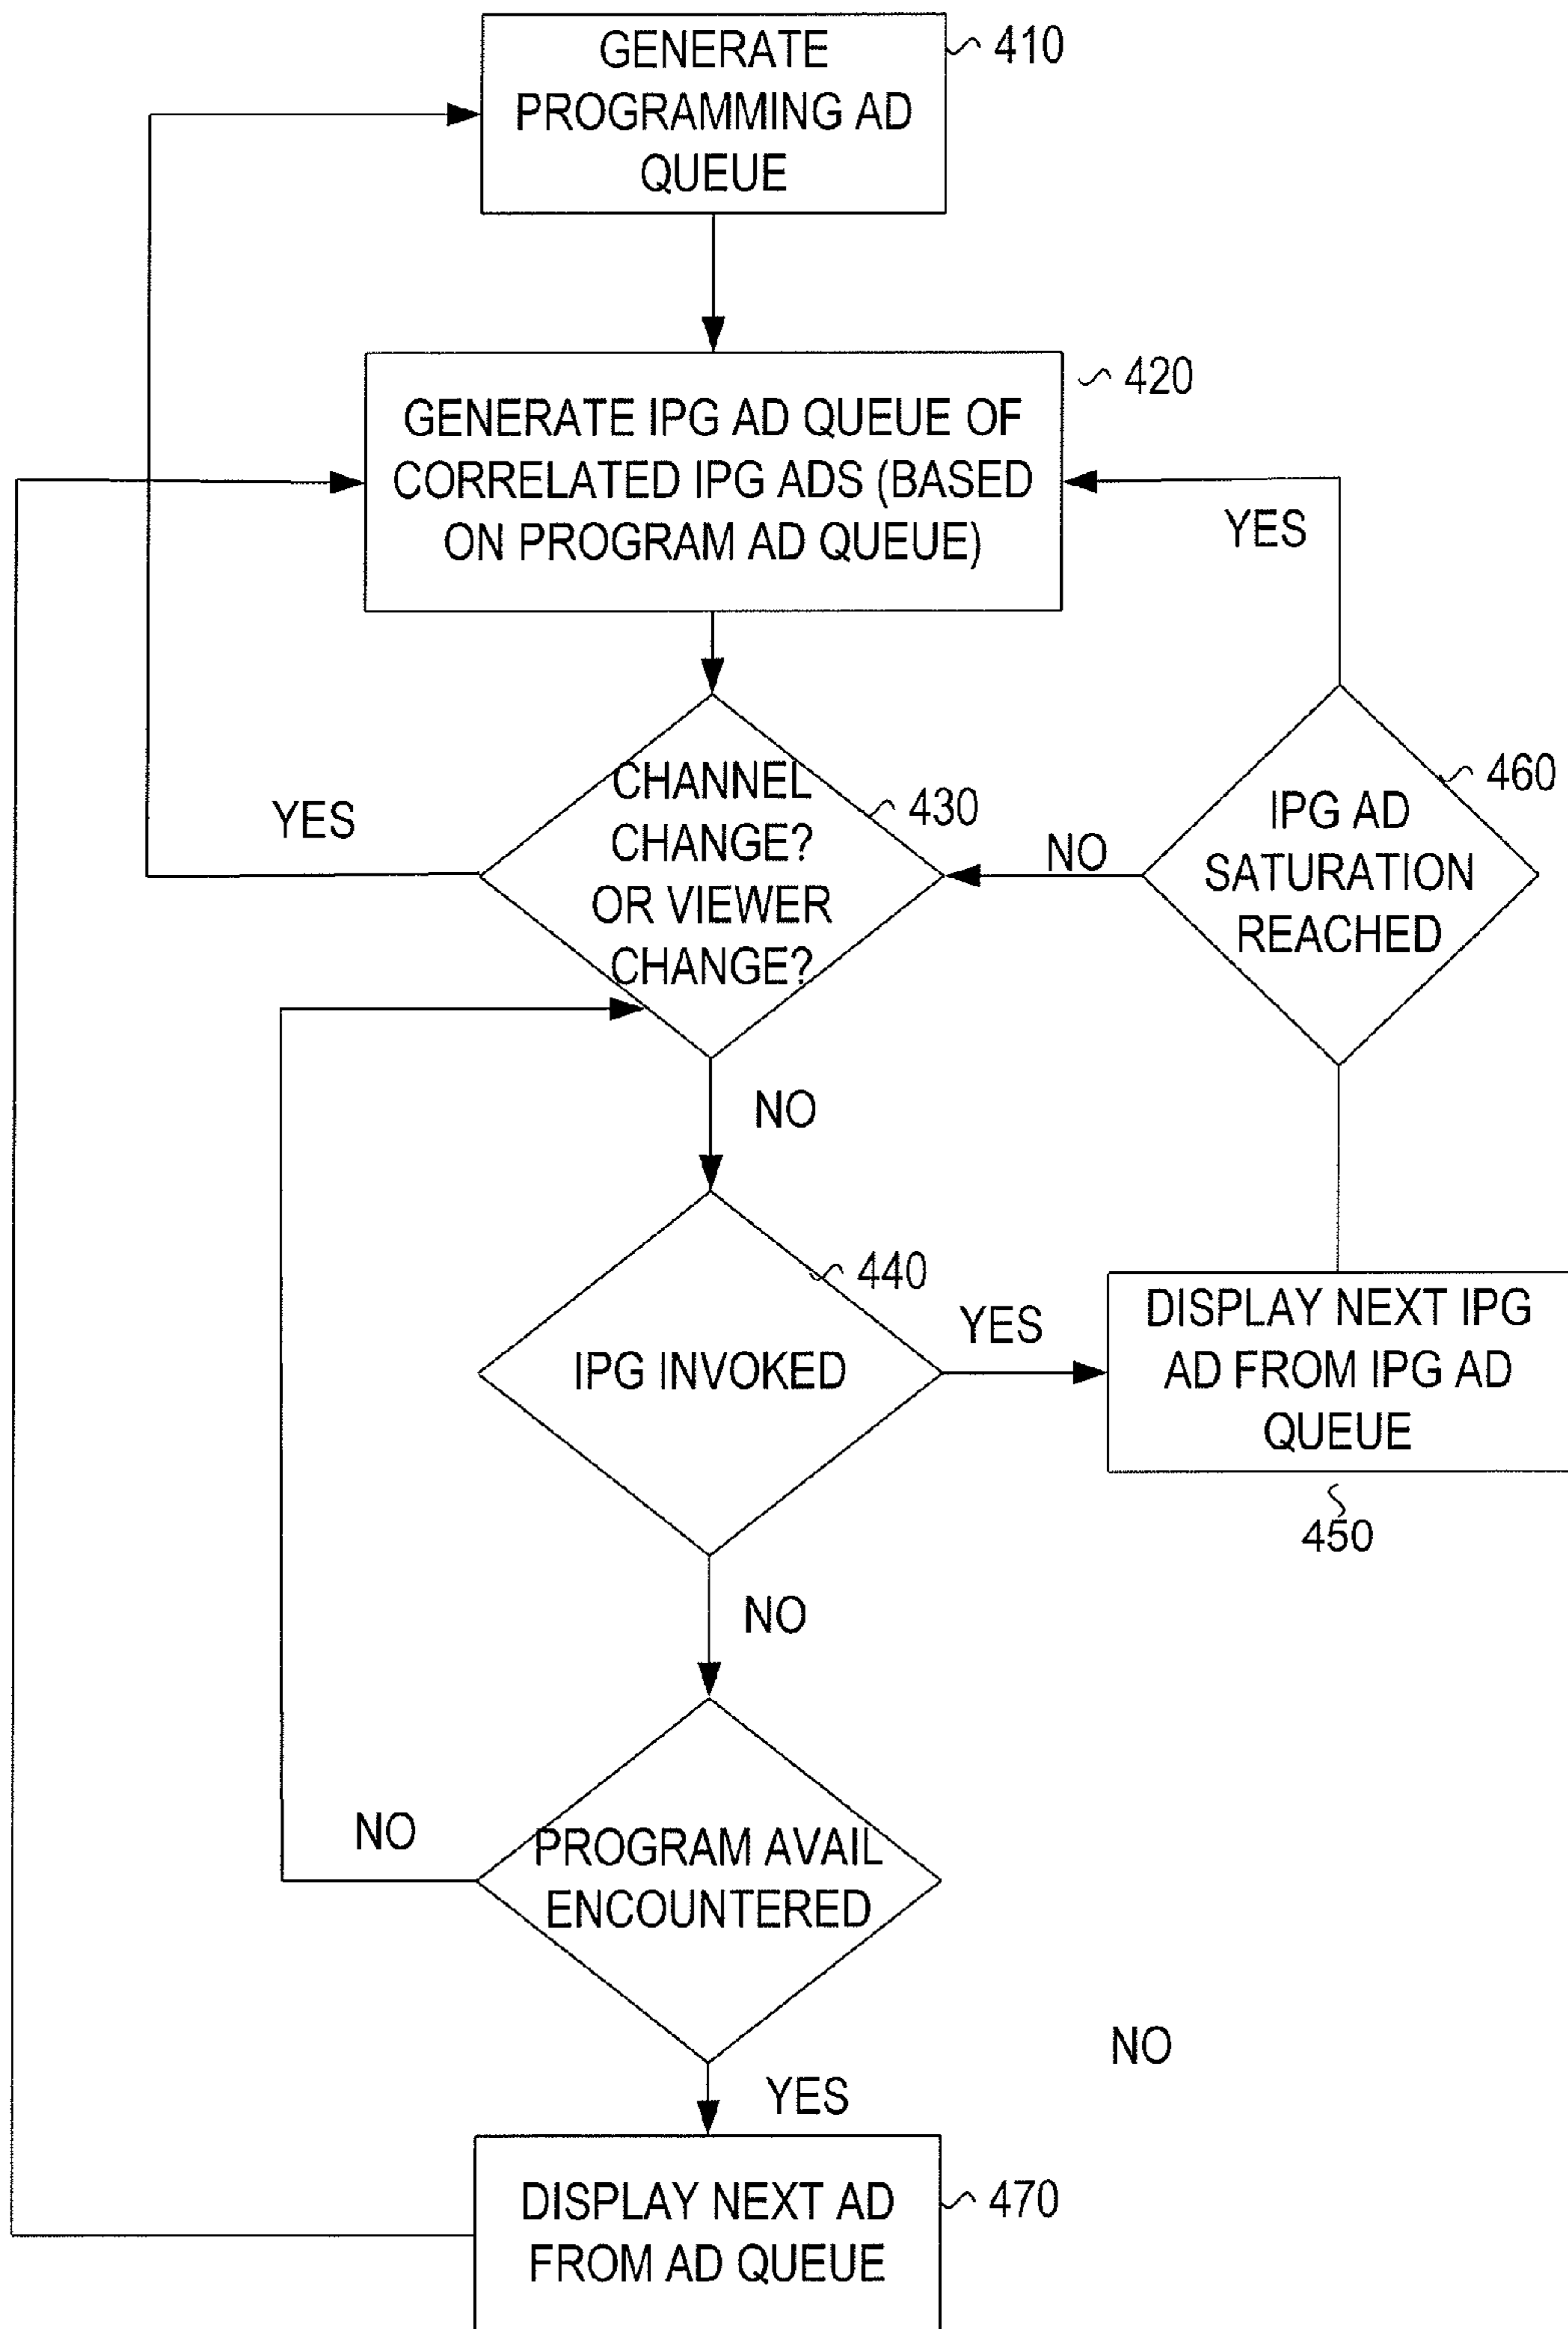 GENERATE
PROGRAMMING AD
QUEUE
410
GENERATE IPG AD QUEUE OF
CORRELATED IPG ADS (BASED
ON PROGRAM AD QUEUE)
420
YES
CHANNEL
CHANGE?
OR VIEWER
CHANGE?
430
YES
NO
IPG AD
SATURATION
REACHED
460
NO
IPG INVOKED
440
YES
DISPLAY NEXT IPG
AD FROM IPG AD
QUEUE
450
NO
PROGRAM AVAIL
ENCOUNTERED
NO
NO
YES
DISPLAY NEXT AD
FROM AD QUEUE
470